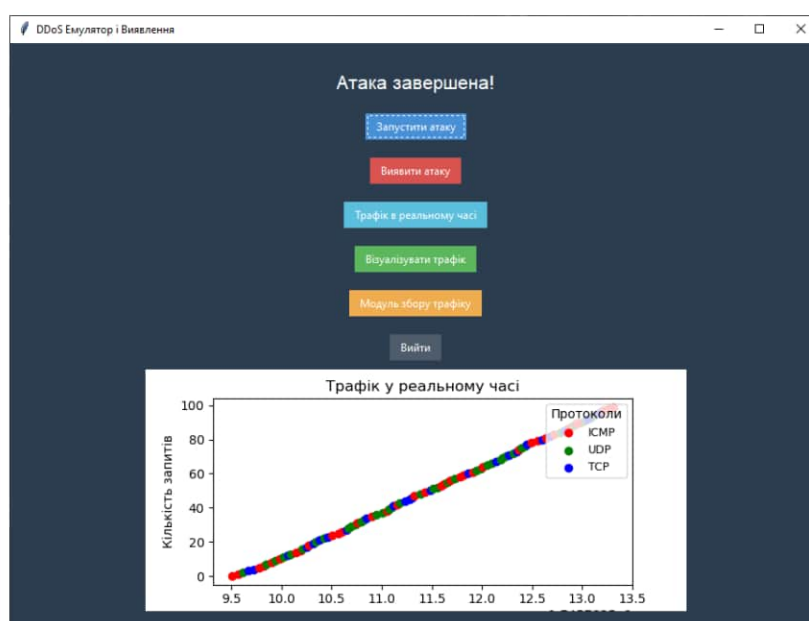 DDoS Емулятор і Виявлення
Атака завершена!
Запустити атаку
Виявити атаку
Трафік в реальному часі
Візуалізувати трафік
Модуль збору трафіку
Вийти
Трафік у реальному часі
Кількість запитів
100
80
60
40
20
0
Протоколи
ICMP
UDP
TCP
9.5 10.0 10.5 11.0 11.5 12.0 12.5 13.0 13.5